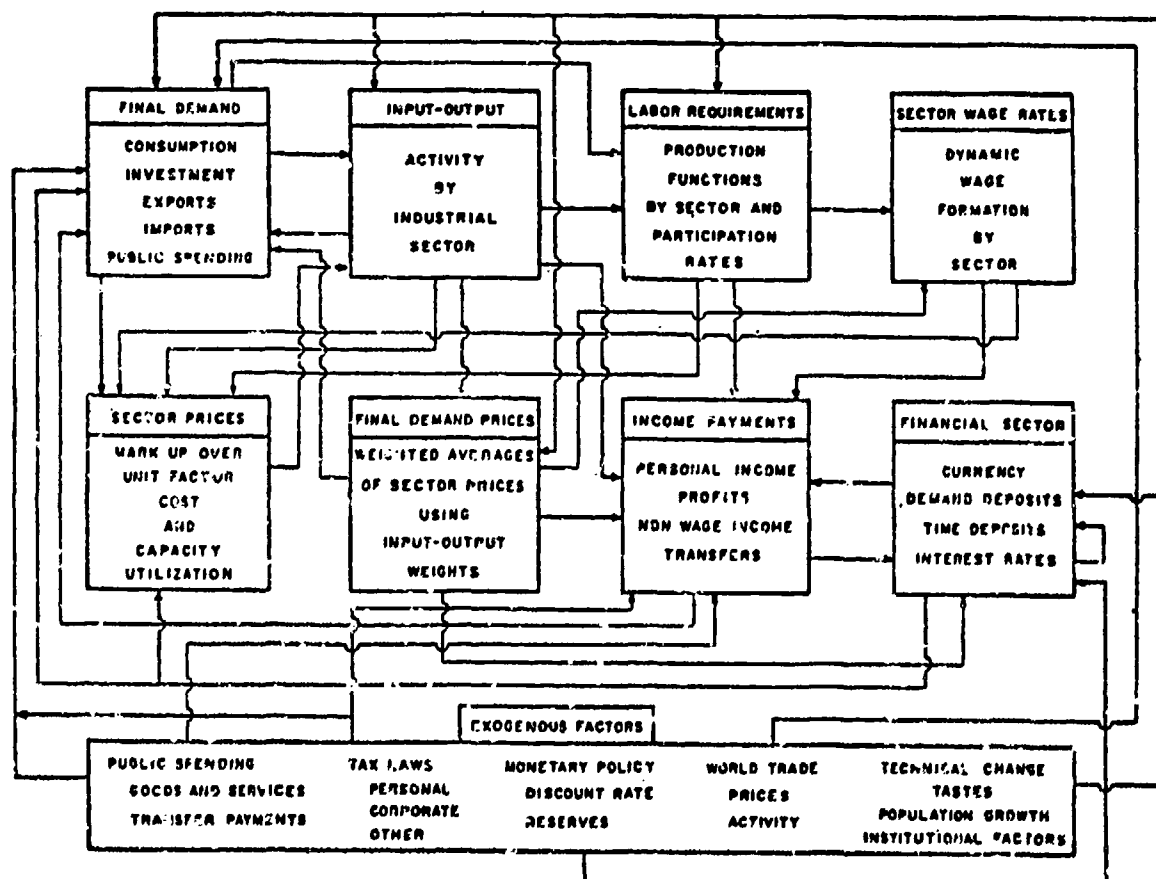 FINAL DEMAND
CONSUMPTION
INVESTMENT
EXPORTS
IMPORTS
PUBLIC SPENDING
INPUT-OUTPUT
ACTIVITY
BY
INDUSTRIAL
SECTOR
LABOR REQUIREMENTS
PRODUCTION
FUNCTIONS
BY SECTOR AND
PARTICIPATION
RATES
SECTOR WAGE RATES
DYNAMIC
WAGE
FORMATION
BY
SECTOR
SECTOR PRICES
MARK UP OVER
UNIT FACTOR
COST
AND
CAPACITY
UTILIZATION
FINAL DEMAND PRICES
WEIGHTED AVERAGES
OF SECTOR PRICES
USING
INPUT-OUTPUT
WEIGHTS
INCOME PAYMENTS
PERSONAL INCOME
PROFITS
NON WAGE INCOME
TRANSFERS
FINANCIAL SECTOR
CURRENCY
DEMAND DEPOSITS
TIME DEPOSITS
INTEREST RATES
EXOGENOUS FACTORS
PUBLIC SPENDING
GOODS AND SERVICES
TRANSFER PAYMENTS
TAX LAWS
PERSONAL
CORPORATE
OTHER
MONETARY POLICY
DISCOUNT RATE
RESERVES
WORLD TRADE
PRICES
ACTIVITY
TECHNICAL CHANGE
TASTES
POPULATION GROWTH
INSTITUTIONAL FACTORS